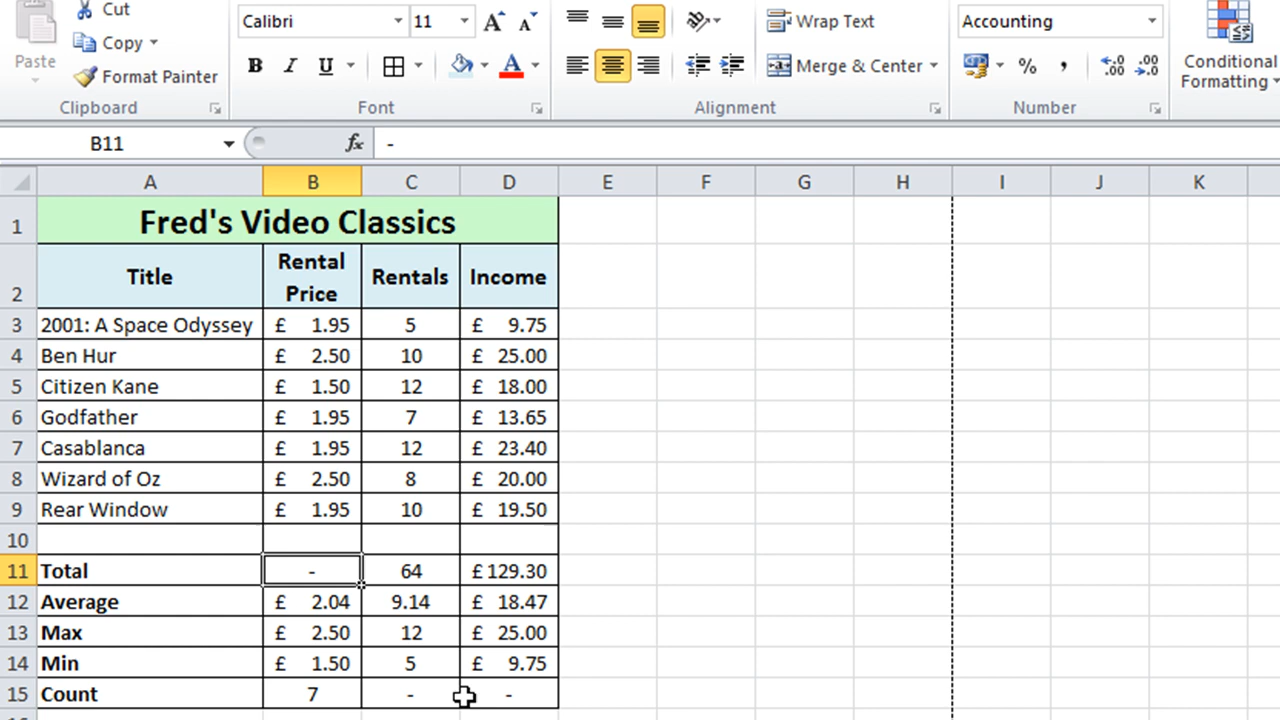 Cut
Calibri 11 A A Wrap Text Accounting
Paste Copy
Format Painter B I U A Merge & Center % , .00 .00 Conditional
Formatting
Clipboard Font Alignment Number
B11 fx -
A B C D E F G H I J K
1 Fred's Video Classics
2 Title Rental Price Rentals Income
3 2001: A Space Odyssey £ 1.95 5 £ 9.75
4 Ben Hur £ 2.50 10 £ 25.00
5 Citizen Kane £ 1.50 12 £ 18.00
6 Godfather £ 1.95 7 £ 13.65
7 Casablanca £ 1.95 12 £ 23.40
8 Wizard of Oz £ 2.50 8 £ 20.00
9 Rear Window £ 1.95 10 £ 19.50
10
11 Total - 64 £ 129.30
12 Average £ 2.04 9.14 £ 18.47
13 Max £ 2.50 12 £ 25.00
14 Min £ 1.50 5 £ 9.75
15 Count 7 - -